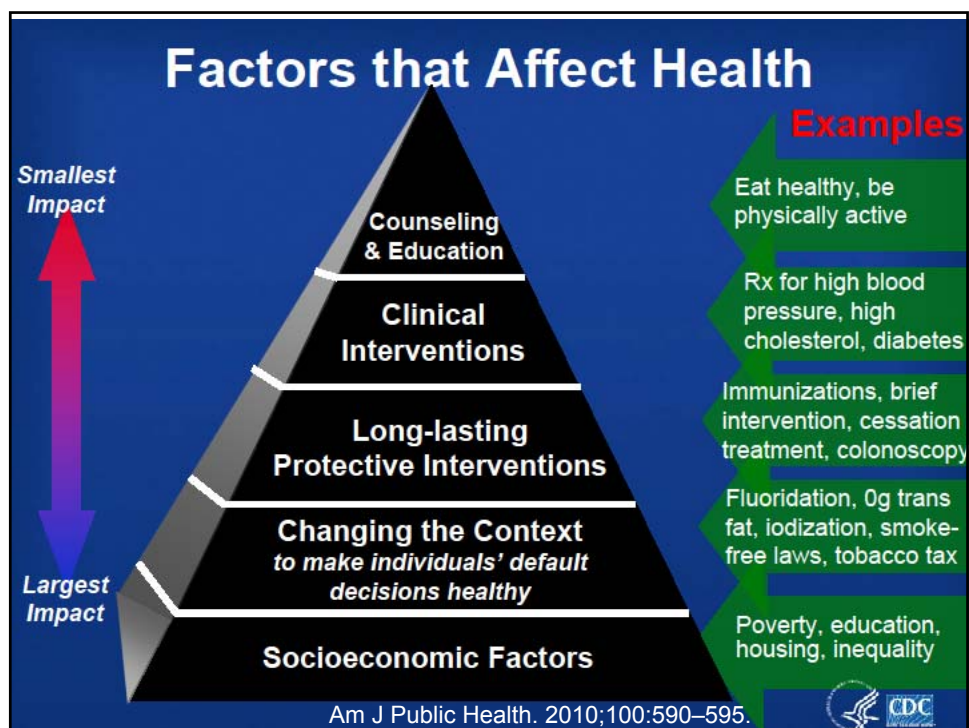 Factors that Affect Health
Examples
Smallest
Impact
Counseling
& Education
Eat healthy, be
physically active
Clinical
Interventions
Rx for high blood
pressure, high
cholesterol, diabetes
Long-lasting
Protective Interventions
Immunizations, brief
intervention, cessation
treatment, colonoscopy
Changing the Context
to make individuals’ default
decisions healthy
Fluoridation, 0g trans
fat, iodization, smoke-
free laws, tobacco tax
Largest
Impact
Socioeconomic Factors
Poverty, education,
housing, inequality
Am J Public Health. 2010;100:590–595.
CDC